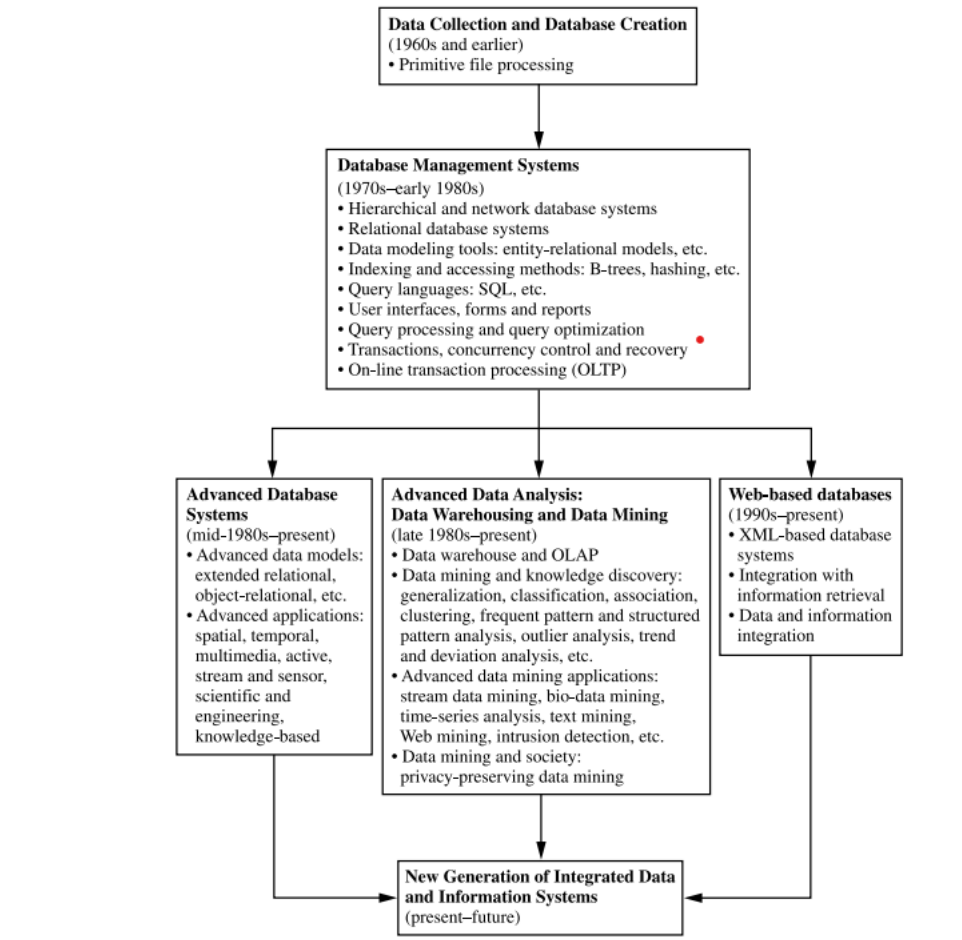 Data Collection and Database Creation
(1960s and earlier)
• Primitive file processing
Database Management Systems
(1970s–early 1980s)
• Hierarchical and network database systems
• Relational database systems
• Data modeling tools: entity-relational models, etc.
• Indexing and accessing methods: B-trees, hashing, etc.
• Query languages: SQL, etc.
• User interfaces, forms and reports
• Query processing and query optimization
• Transactions, concurrency control and recovery
• On-line transaction processing (OLTP)
Advanced Database
Systems
(mid-1980s–present)
• Advanced data models:
extended relational,
object-relational, etc.
• Advanced applications:
spatial, temporal,
multimedia, active,
stream and sensor,
scientific and
engineering,
knowledge-based
Advanced Data Analysis:
Data Warehousing and Data Mining
(late 1980s–present)
• Data warehouse and OLAP
• Data mining and knowledge discovery:
generalization, classification, association,
clustering, frequent pattern and structured
pattern analysis, outlier analysis, trend
and deviation analysis, etc.
• Advanced data mining applications:
stream data mining, bio-data mining,
time-series analysis, text mining,
Web mining, intrusion detection, etc.
• Data mining and society:
privacy-preserving data mining
Web-based databases
(1990s–present)
• XML-based database
systems
• Integration with
information retrieval
• Data and information
integration
New Generation of Integrated Data
and Information Systems
(present–future)